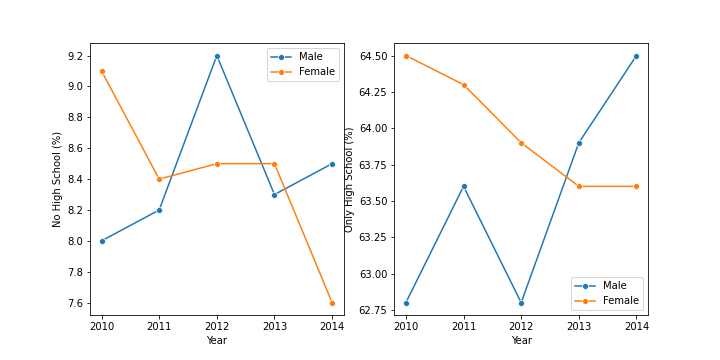 Male
Female
9.2
9.0
8.8
8.6
8.4
8.2
8.0
7.8
7.6
No High School (%)
2010 2011 2012 2013 2014
Year
64.50
64.25
64.00
63.75
63.50
63.25
63.00
62.75
Only High School (%)
Male
Female
2010 2011 2012 2013 2014
Year